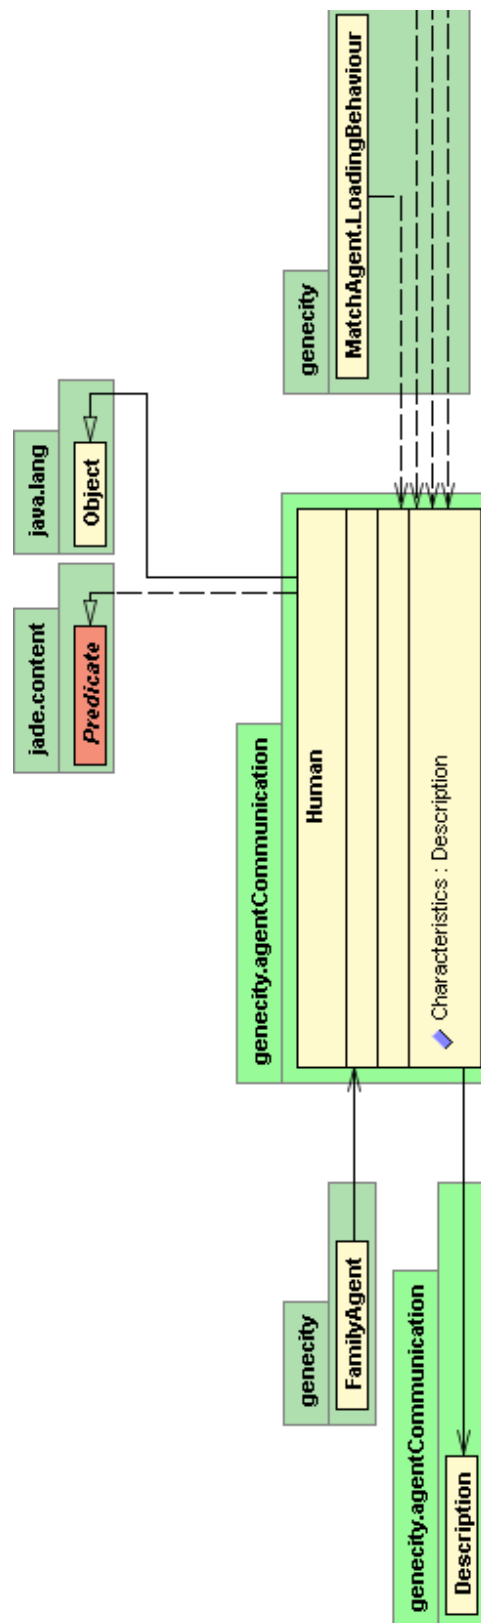 java.lang
Object
jade.content
Predicate
genecity.agentCommunication
Human
Characteristics : Description
genecity
FamilyAgent
genecity.agentCommunication
Description
genecity
MatchAgent.LoadingBehaviour